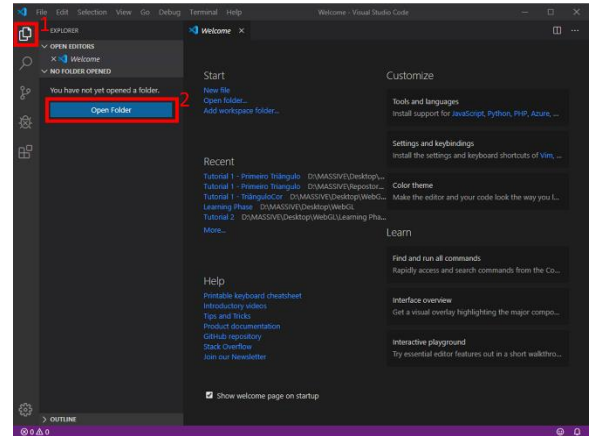 File Edit Selection View Go Debug Terminal Help
Welcome - Visual Studio Code
1
EXPLORER
Welcome
OPEN EDITORS
Welcome
NO FOLDER OPENED
You have not yet opened a folder.
Open Folder
2
Start
New file
Open folder...
Add workspace folder...
Recent
Tutorial 1 - Primeiro Triângulo D:\MASSIVE\Desktop\...
Tutorial 1 - Primeiro Triangulo D:\MASSIVE\Repostor...
Tutorial 1 - TriânguloCor D:\MASSIVE\Desktop\WebG...
Learning Phase D:\MASSIVE\Desktop\WebGL
Tutorial 2 D:\MASSIVE\Desktop\WebGL\Learning Pha...
More...
Help
Printable keyboard cheatsheet
Introductory videos
Tips and Tricks
Product documentation
GitHub repository
Stack Overflow
Join our Newsletter
Show welcome page on startup
Customize
Tools and languages
Install support for JavaScript, Python, PHP, Azure, ...
Settings and keybindings
Install the settings and keyboard shortcuts of Vim, ...
Color theme
Make the editor and your code look the way you l...
Learn
Find and run all commands
Rapidly access and search commands from the Co...
Interface overview
Get a visual overlay highlighting the major compo...
Interactive playground
Try essential editor features out in a short walkthro...
OUTLINE
0 0